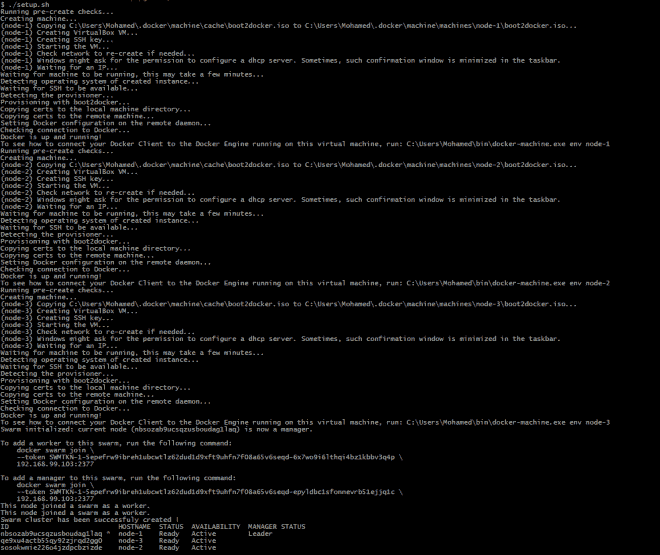 $ ./setup.sh
Running pre-create checks...
Creating machine...
(node-1) Copying C:\Users\Mohamed\.docker\machine\cache\boot2docker.iso to C:\Users\Mohamed\.docker\machine\machines\node-1\boot2docker.iso...
(node-1) Creating VirtualBox VM...
(node-1) Creating SSH key...
(node-1) Starting the VM...
(node-1) Check network to re-create if needed...
(node-1) Windows might ask for the permission to configure a dhcp server. Sometimes, such confirmation window is minimized in the taskbar.
(node-1) Waiting for an IP...
Waiting for machine to be running, this may take a few minutes...
Detecting operating system of created instance...
Waiting for SSH to be available...
Detecting the provisioner...
Provisioning with boot2docker...
Copying certs to the local machine directory...
Copying certs to the remote machine...
Setting Docker configuration on the remote daemon...
Checking connection to Docker...
Docker is up and running!
To see how to connect your Docker Client to the Docker Engine running on this virtual machine, run: C:\Users\Mohamed\bin\docker-machine.exe env node-1
Running pre-create checks...
Creating machine...
(node-2) Copying C:\Users\Mohamed\.docker\machine\cache\boot2docker.iso to C:\Users\Mohamed\.docker\machine\machines\node-2\boot2docker.iso...
(node-2) Creating VirtualBox VM...
(node-2) Creating SSH key...
(node-2) Starting the VM...
(node-2) Check network to re-create if needed...
(node-2) Windows might ask for the permission to configure a dhcp server. Sometimes, such confirmation window is minimized in the taskbar.
(node-2) Waiting for an IP...
Waiting for machine to be running, this may take a few minutes...
Detecting operating system of created instance...
Waiting for SSH to be available...
Detecting the provisioner...
Provisioning with boot2docker...
Copying certs to the local machine directory...
Copying certs to the remote machine...
Setting Docker configuration on the remote daemon...
Checking connection to Docker...
Docker is up and running!
To see how to connect your Docker Client to the Docker Engine running on this virtual machine, run: C:\Users\Mohamed\bin\docker-machine.exe env node-2
Running pre-create checks...
Creating machine...
(node-3) Copying C:\Users\Mohamed\.docker\machine\cache\boot2docker.iso to C:\Users\Mohamed\.docker\machine\machines\node-3\boot2docker.iso...
(node-3) Creating VirtualBox VM...
(node-3) Creating SSH key...
(node-3) Starting the VM...
(node-3) Check network to re-create if needed...
(node-3) Windows might ask for the permission to configure a dhcp server. Sometimes, such confirmation window is minimized in the taskbar.
(node-3) Waiting for an IP...
Waiting for machine to be running, this may take a few minutes...
Detecting operating system of created instance...
Waiting for SSH to be available...
Detecting the provisioner...
Provisioning with boot2docker...
Copying certs to the local machine directory...
Copying certs to the remote machine...
Setting Docker configuration on the remote daemon...
Checking connection to Docker...
Docker is up and running!
To see how to connect your Docker Client to the Docker Engine running on this virtual machine, run: C:\Users\Mohamed\bin\docker-machine.exe env node-3
Swarm initialized: current node (nbsozab9ucsqzusboudag1laq) is now a manager.
To add a worker to this swarm, run the following command:
docker swarm join \
--token \
192.168.99.103:2377
To add a manager to this swarm, run the following command:
docker swarm join \
--token \
192.168.99.103:2377
This node joined a swarm as a worker.
This node joined a swarm as a worker.
Swarm cluster has been successfuly created !
ID HOSTNAME STATUS AVAILABILITY MANAGER STATUS
nbsozab9ucsqzusboudag1laq * node-1 Ready Active Leader
node-3 Ready Active
node-2 Ready Active